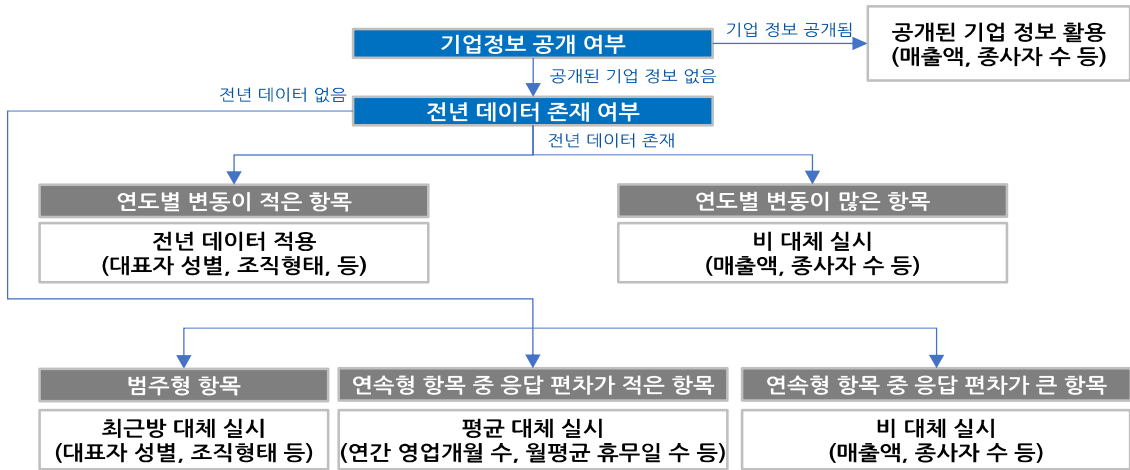 기업정보 공개 여부
기업 정보 공개됨
공개된 기업 정보 활용
(매출액, 종사자 수 등)
공개된 기업 정보 없음
전년 데이터 없음
전년 데이터 존재 여부
전년 데이터 존재
연도별 변동이 적은 항목
전년 데이터 적용
(대표자 성별, 조직형태, 등)
연도별 변동이 많은 항목
비 대체 실시
(매출액, 종사자 수 등)
범주형 항목
최근방 대체 실시
(대표자 성별, 조직형태 등)
연속형 항목 중 응답 편차가 적은 항목
평균 대체 실시
(연간 영업개월 수, 월평균 휴무일 수 등)
연속형 항목 중 응답 편차가 큰 항목
비 대체 실시
(매출액, 종사자 수 등)